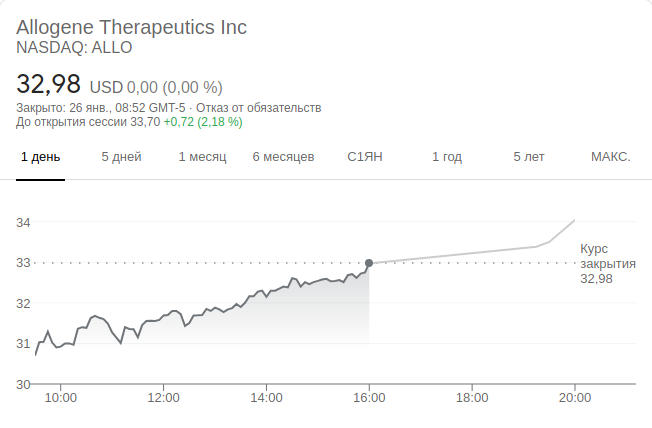 Allogene Therapeutics Inc
NASDAQ: ALLO
32,98 USD 0,00 (0,00 %)
Закрыто: 26 янв., 08:52 GMT-5 · Отказ от обязательств
До открытия сессии 33,70 +0,72 (2,18 %)
1 день 5 дней 1 месяц 6 месяцев С1ЯН 1 год 5 лет МАКС.
34
33
32
31
30
Курс
закрытия
32,98
10:00 12:00 14:00 16:00 18:00 20:00